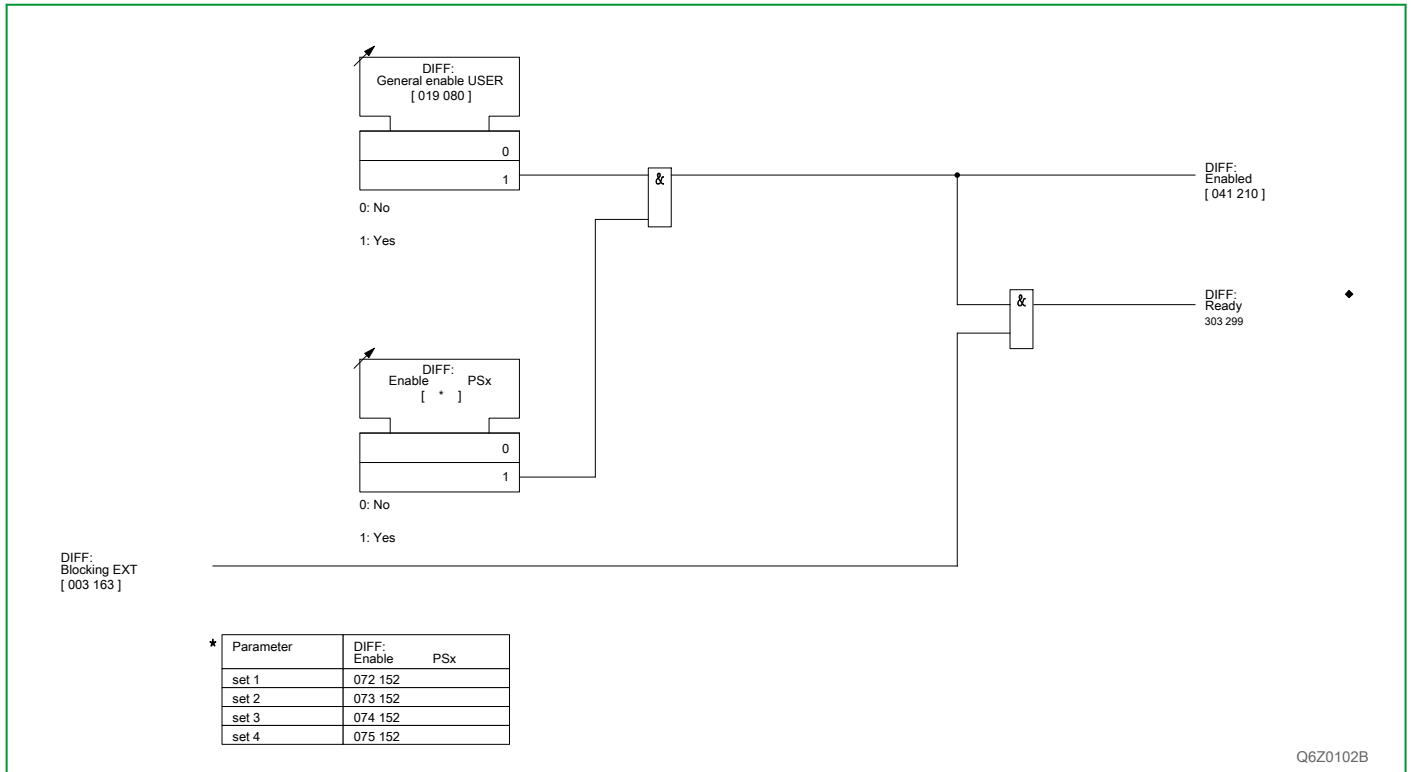 DIFF:
General enable USER
[ 019 080 ]
0
1
0: No
1: Yes
&
DIFF:
Enabled
[ 041 210 ]
&
DIFF:
Ready
303 299
DIFF:
Enable PSx
[ * ]
0
1
0: No
1: Yes
DIFF:
Blocking EXT
[ 003 163 ]
* Parameter DIFF:
Enable PSx
set 1 072 152
set 2 073 152
set 3 074 152
set 4 075 152
Q6Z0102B